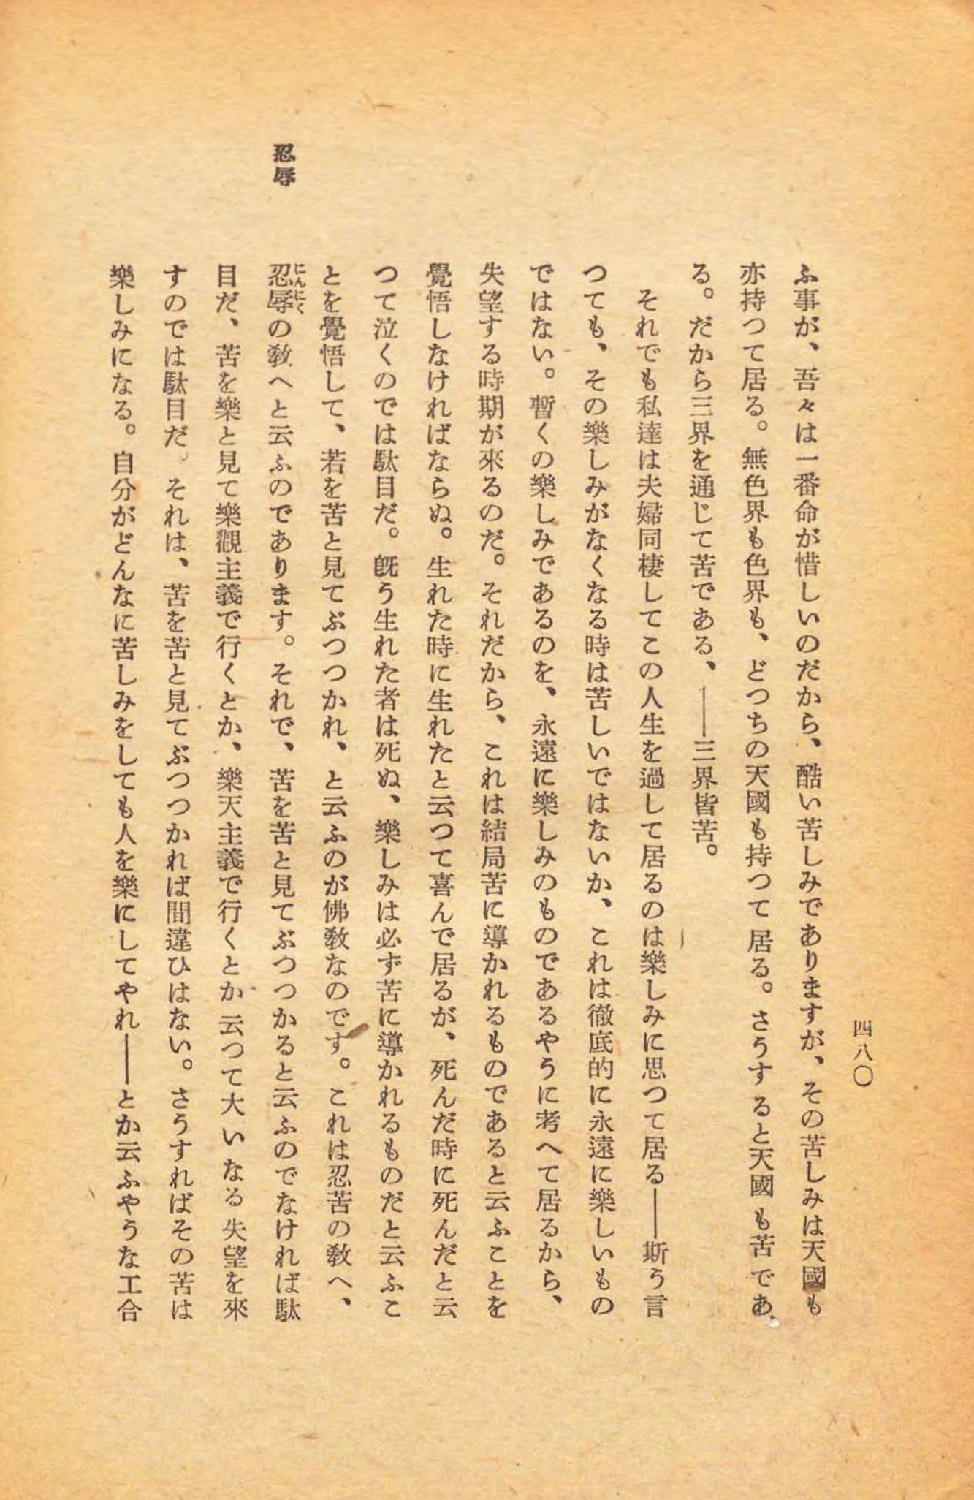 四八〇
ふ事が、吾々は一番命が惜しいのだから、酷い苦しみでありますが、その苦しみは天國も
亦持つて居る。無色界も色界も、どつちの天國も持つて居る。さうすると天國も苦であ
る。だから三界を通じて苦である、――三界皆苦。
それでも私達は夫婦同棲してこの人生を過して居るのは樂しみに思つて居る――斯う言
つても、その樂しみがなくなる時は苦しいではないか、これは徹底的に永遠に樂しいもの
ではない。暫くの樂しみであるのを、永遠に樂しみのものであるやうに考へて居るから、
失望する時期が來るのだ。それだから、これは結局苦に導かれるものであると云ふことを
覺悟しなければならぬ。生れた時に生れたと云つて喜んで居るが、死んだ時に死んだと云
つて泣くのでは駄目だ。旣う生れた者は死ぬ、樂しみは必ず苦に導かれるものだと云ふこ
とを覺悟して、若を苦と見てぶつつかれ、と云ふのが佛敎なのです。これは忍苦の敎へ、
忍辱
忍辱の敎へと云ふのであります。それで、苦を苦と見てぶつつかると云ふのでなければ駄
にんにく
目だ、苦を樂と見て樂觀主義で行くとか、樂天主義で行くとか云つて大いなる失望を來
すのでは駄目だ。それは、苦を苦と見てぶつつかれば間違ひはない。さうすればその苦は
樂しみになる。自分がどんなに苦しみをしても人を樂にしてやれ――とか云ふやうな工合